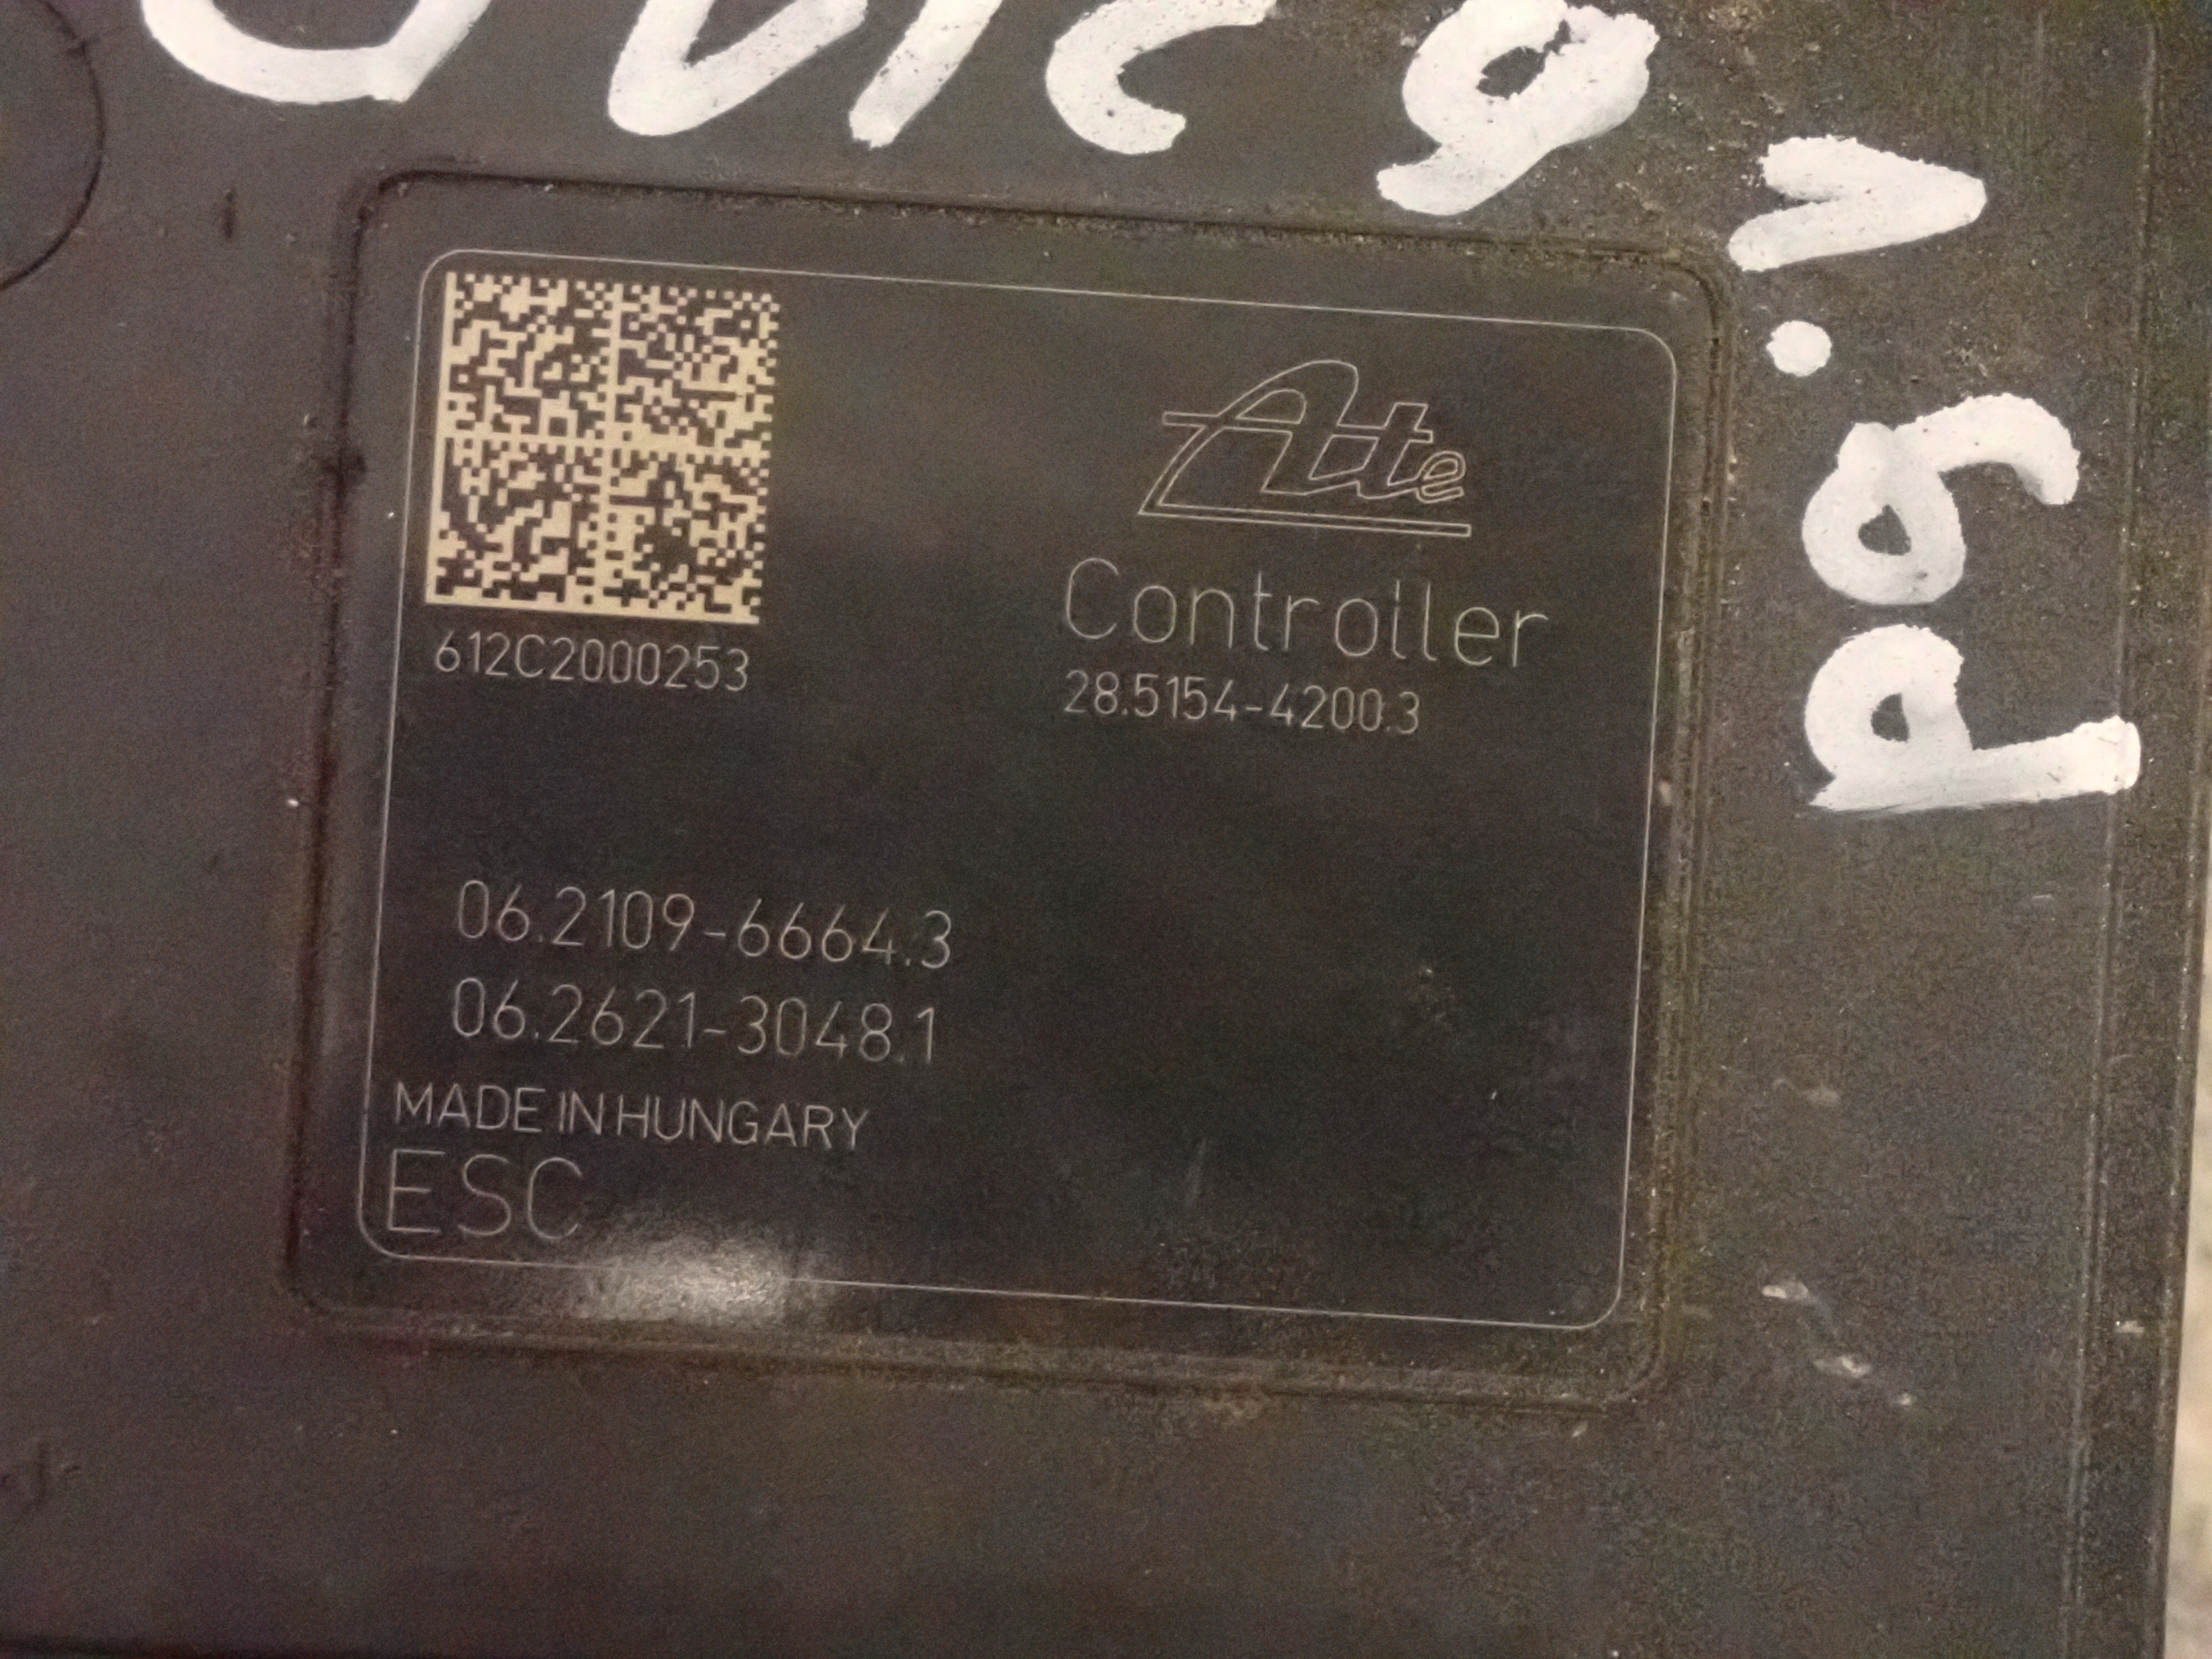 612C2000253
Ate
Controller
28.5154-4200.3
06.2109-6664.3
06.2621-3048.1
MADE IN HUNGARY
ESC